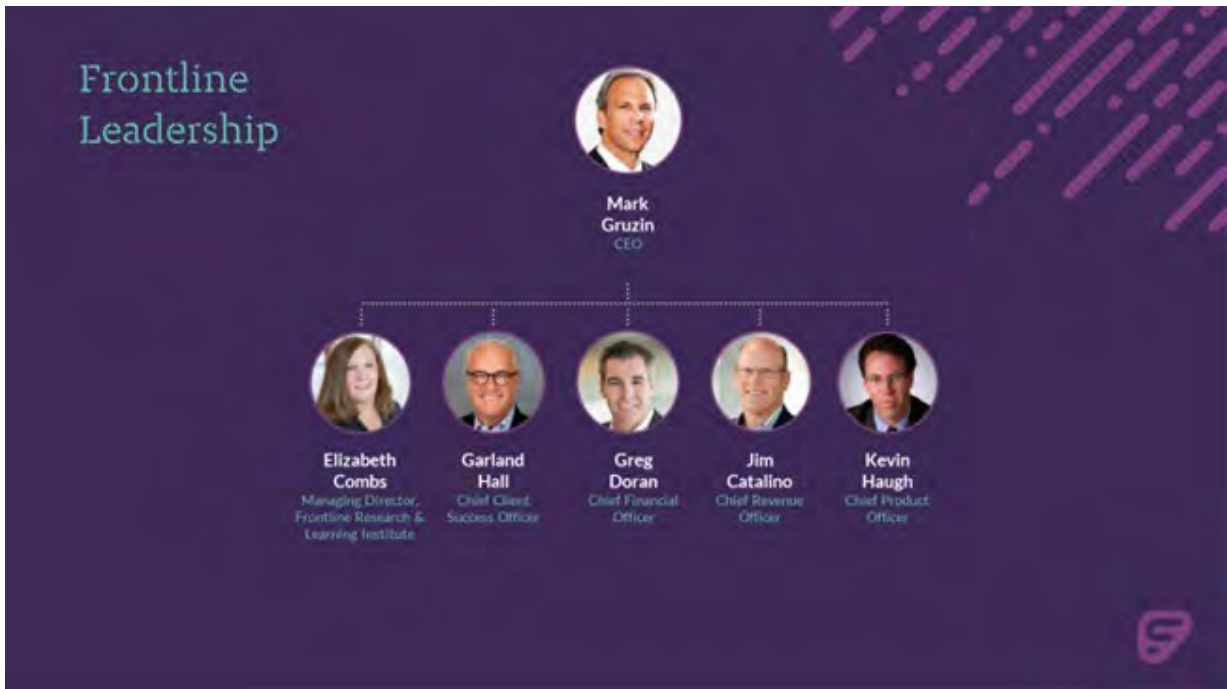 Frontline
Leadership
Mark
Gruzin
CEO
Elizabeth
Combs
Managing Director,
Frontline Research &
Learning Institute
Garland
Hall
Chief Client
Success Officer
Greg
Doran
Chief Financial
Officer
Jim
Catalino
Chief Revenue
Officer
Kevin
Haugh
Chief Product
Officer